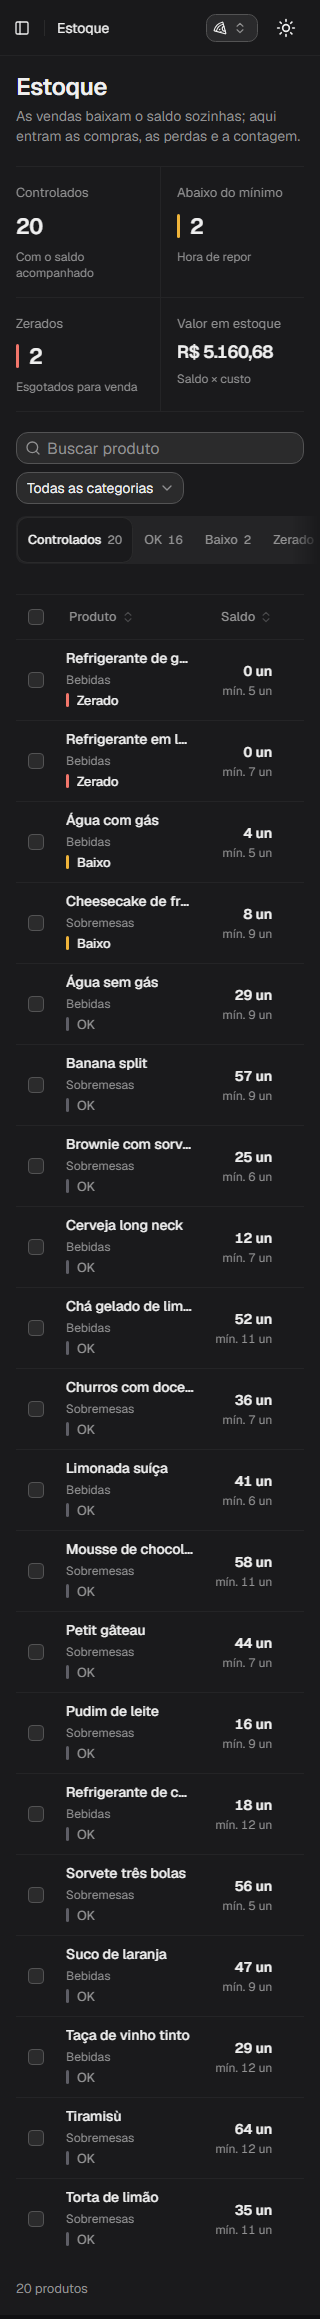 Estoque
Estoque
As vendas baixam o saldo sozinhas; aqui
entram as compras, as perdas e a contagem.
Controlados
20
Com o saldo
acompanhado
Abaixo do mínimo
2
Hora de repor
Zerados
2
Esgotados para venda
Valor em estoque
R$ 5.160,68
Saldo × custo
Buscar produto
Todas as categorias
Controlados 20 OK 16 Baixo 2 Zerado
Produto Saldo
Refrigerante de g...
Bebidas
Zerado
0 un
mín. 5 un
Refrigerante em l...
Bebidas
Zerado
0 un
mín. 7 un
Água com gás
Bebidas
Baixo
4 un
mín. 5 un
Cheesecake de fr...
Sobremesas
Baixo
8 un
mín. 9 un
Água sem gás
Bebidas
OK
29 un
mín. 9 un
Banana split
Sobremesas
OK
57 un
mín. 9 un
Brownie com sorv...
Sobremesas
OK
25 un
mín. 6 un
Cerveja long neck
Bebidas
OK
12 un
mín. 7 un
Chá gelado de lim...
Bebidas
OK
52 un
mín. 11 un
Churros com doce...
Sobremesas
OK
36 un
mín. 7 un
Limonada suíça
Bebidas
OK
41 un
mín. 6 un
Mousse de chocol...
Sobremesas
OK
58 un
mín. 11 un
Petit gâteau
Sobremesas
OK
44 un
mín. 7 un
Pudim de leite
Sobremesas
OK
16 un
mín. 9 un
Refrigerante de c...
Bebidas
OK
18 un
mín. 12 un
Sorvete três bolas
Sobremesas
OK
56 un
mín. 5 un
Suco de laranja
Bebidas
OK
47 un
mín. 9 un
Taça de vinho tinto
Bebidas
OK
29 un
mín. 12 un
Tiramisù
Sobremesas
OK
64 un
mín. 12 un
Torta de limão
Sobremesas
OK
35 un
mín. 11 un
20 produtos